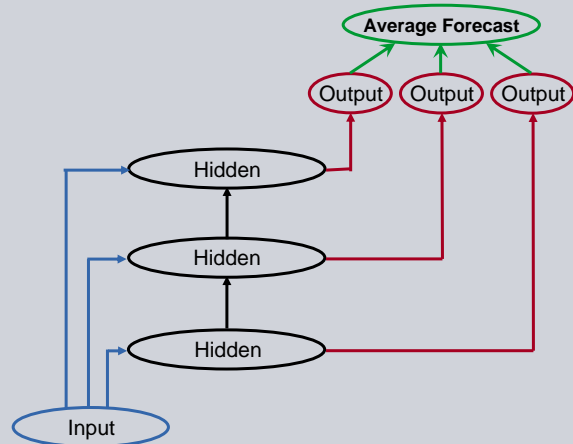 Average Forecast
Output Output Output
Hidden
Hidden
Hidden
Input